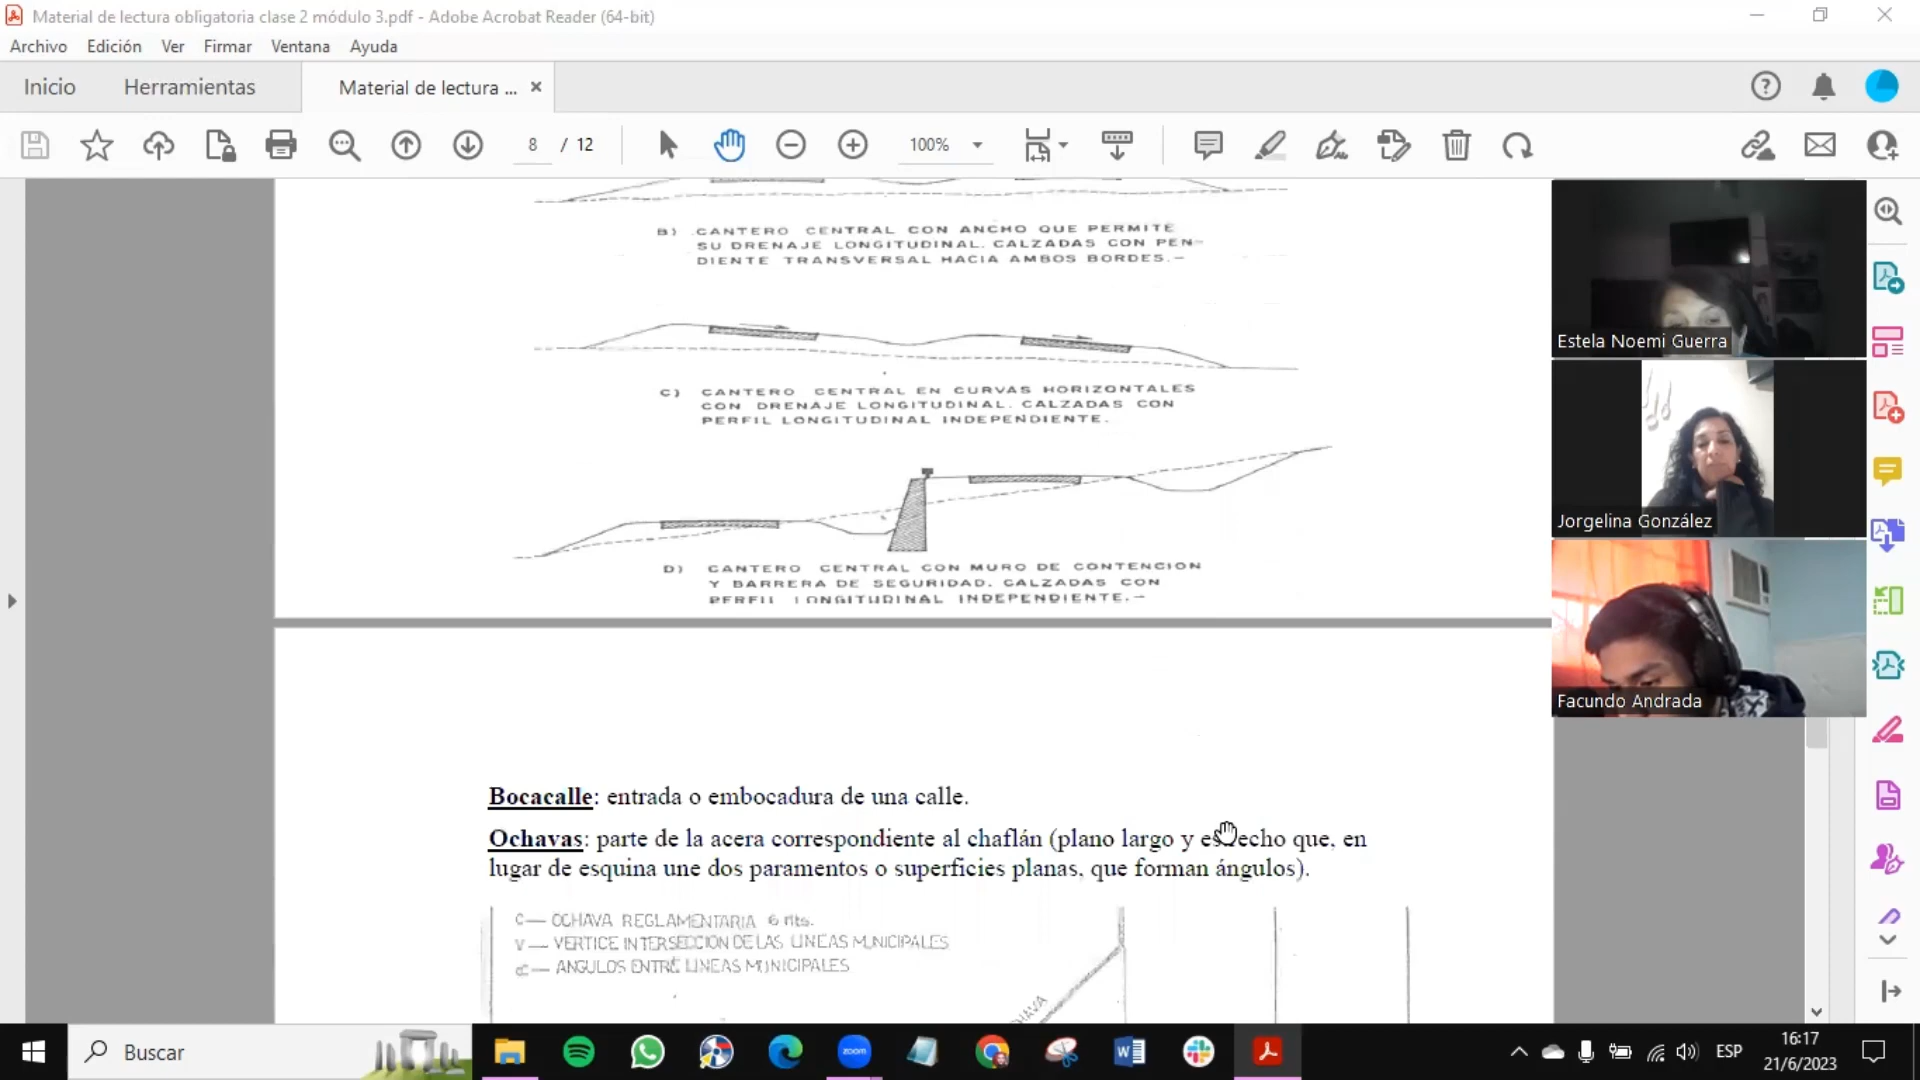 Material de lectura obligatoria clase 2 módulo 3.pdf - Adobe Acrobat Reader (64-bit)
Archivo Edición Ver Firmar Ventana Ayuda
Inicio Herramientas Material de lectura ... ×
8 / 12 100%
B) CANTERO CENTRAL CON ANCHO QUE PERMITE
SU DRENAJE LONGITUDINAL. CALZADAS CON PEN-
DIENTE TRANSVERSAL HACIA AMBOS BORDES.-
C) CANTERO CENTRAL EN CURVAS HORIZONTALES
CON DRENAJE LONGITUDINAL. CALZADAS CON
PERFIL LONGITUDINAL INDEPENDIENTE.
D) CANTERO CENTRAL CON MURO DE CONTENCION
Y BARRERA DE SEGURIDAD. CALZADAS CON
PERFIL LONGITUDINAL INDEPENDIENTE.-
Estela Noemi Guerra
Jorgelina González
Facundo Andrada
Bocacalle: entrada o embocadura de una calle.
Ochavas: parte de la acera correspondiente al chaflán (plano largo y estrecho que, en
lugar de esquina une dos paramentos o superficies planas, que forman ángulos).
C— OCHAVA REGLAMENTARIA 6 mts.
V— VERTICE INTERSECCION DE LAS LINEAS MUNICIPALES
α— ANGULOS ENTRE LINEAS MUNICIPALES
Buscar
zoom
ESP
16:17
21/6/2023